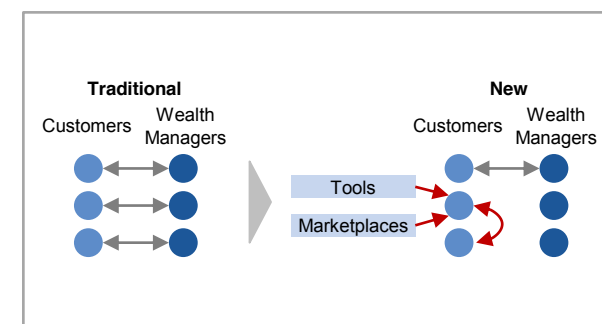 Traditional
Customers
Wealth
Managers
Tools
Marketplaces
New
Customers
Wealth
Managers